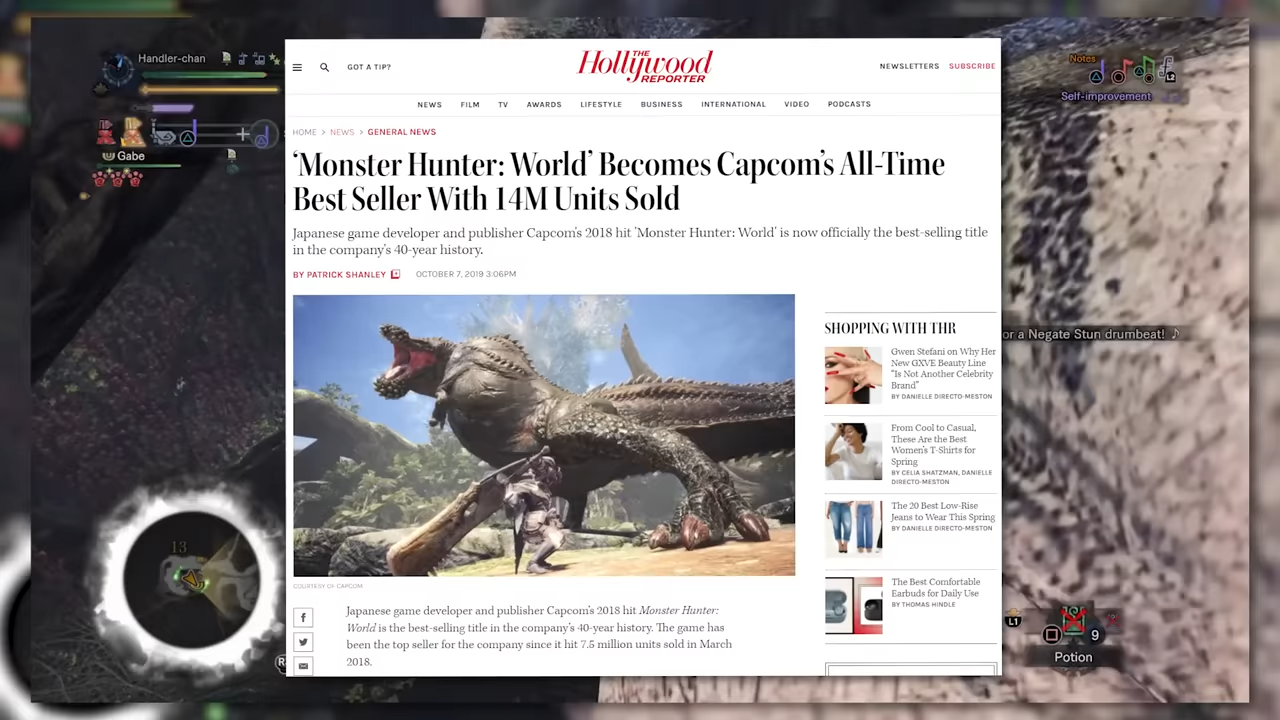 Handler-chan
Gabe
Notes
L2
Self-improvement
GOT A TIP?
THE
Hollywood
REPORTER
NEWSLETTERS SUBSCRIBE
NEWS FILM TV AWARDS LIFESTYLE BUSINESS INTERNATIONAL VIDEO PODCASTS
HOME > NEWS > GENERAL NEWS
‘Monster Hunter: World’ Becomes Capcom’s All-Time
Best Seller With 14M Units Sold
Japanese game developer and publisher Capcom's 2018 hit 'Monster Hunter: World' is now officially the best-selling title
in the company's 40-year history.
BY PATRICK SHANLEY OCTOBER 7, 2019 3:06PM
COURTESY OF CAPCOM
Japanese game developer and publisher Capcom's 2018 hit Monster Hunter:
World is the best-selling title in the company's 40-year history. The game has
been the top seller for the company since it hit 7.5 million units sold in March
2018.
SHOPPING WITH THR
Gwen Stefani on Why Her
New GXVE Beauty Line
“Is Not Another Celebrity
Brand”
BY DANIELLE DIRECTO-MESTON
From Cool to Casual,
These Are the Best
Women's T-Shirts for
Spring
BY CELIA SHATZMAN, DANIELLE
DIRECTO-MESTON
The 20 Best Low-Rise
Jeans to Wear This Spring
BY DANIELLE DIRECTO-MESTON
The Best Comfortable
Earbuds for Daily Use
BY THOMAS HINDLE
or a Negate Stun drumbeat! ♪
13
L1
9
Potion